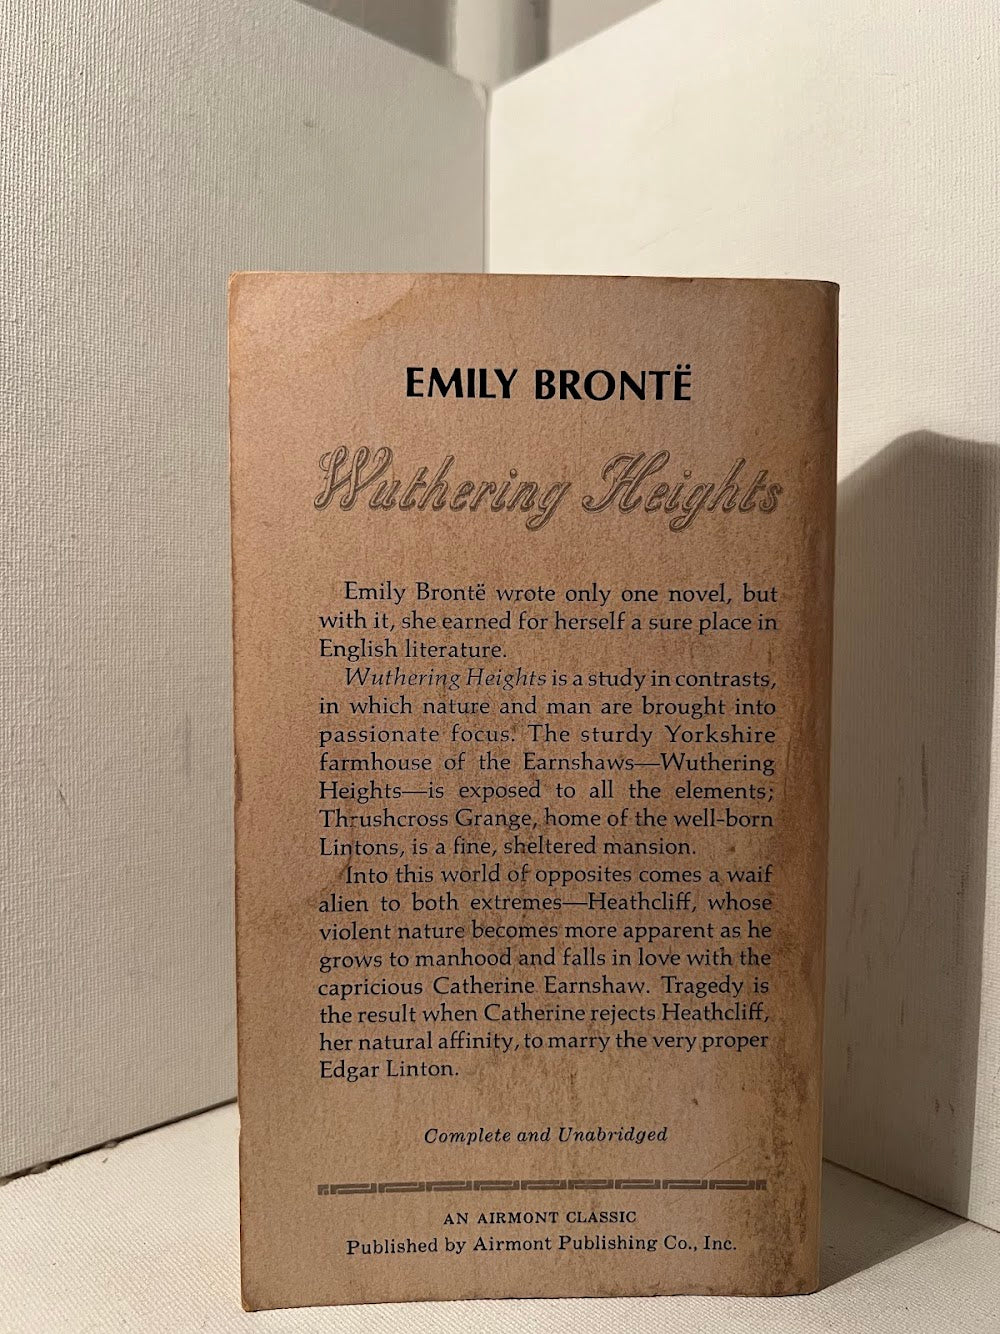 EMILY BRONTË
Wuthering Heights
Emily Brontë wrote only one novel, but
with it, she earned for herself a sure place in
English literature.
Wuthering Heights is a study in contrasts,
in which nature and man are brought into
passionate focus. The sturdy Yorkshire
farmhouse of the Earnshaws—Wuthering
Heights—is exposed to all the elements;
Thrushcross Grange, home of the well-born
Lintons, is a fine, sheltered mansion.
Into this world of opposites comes a waif
alien to both extremes—Heathcliff, whose
violent nature becomes more apparent as he
grows to manhood and falls in love with the
capricious Catherine Earnshaw. Tragedy is
the result when Catherine rejects Heathcliff,
her natural affinity, to marry the very proper
Edgar Linton.
Complete and Unabridged
AN AIRMONT CLASSIC
Published by Airmont Publishing Co., Inc.